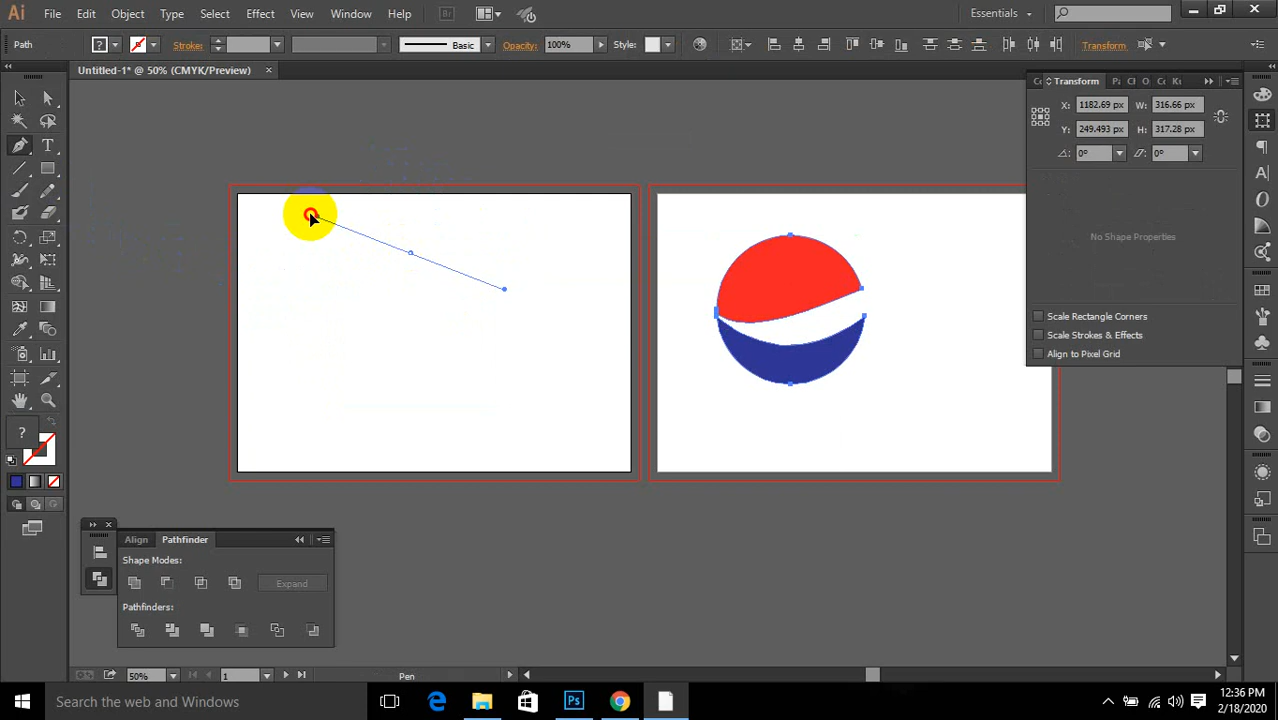 Ai File Edit Object Type Select Effect View Window Help Br Essentials
Path ? Stroke: Basic Opacity: 100% Style: Transform
Untitled-1* @ 50% (CMYK/Preview) ×
Transform
X: 1182.69 px W: 316.66 px
Y: 249.493 px H: 317.28 px
0° 0°
No Shape Properties
Scale Rectangle Corners
Scale Strokes & Effects
Align to Pixel Grid
T
?
Align Pathfinder
Shape Modes:
Expand
Pathfinders:
50% 1 Pen
Search the web and Windows
Ps
12:36 PM
2/18/2020